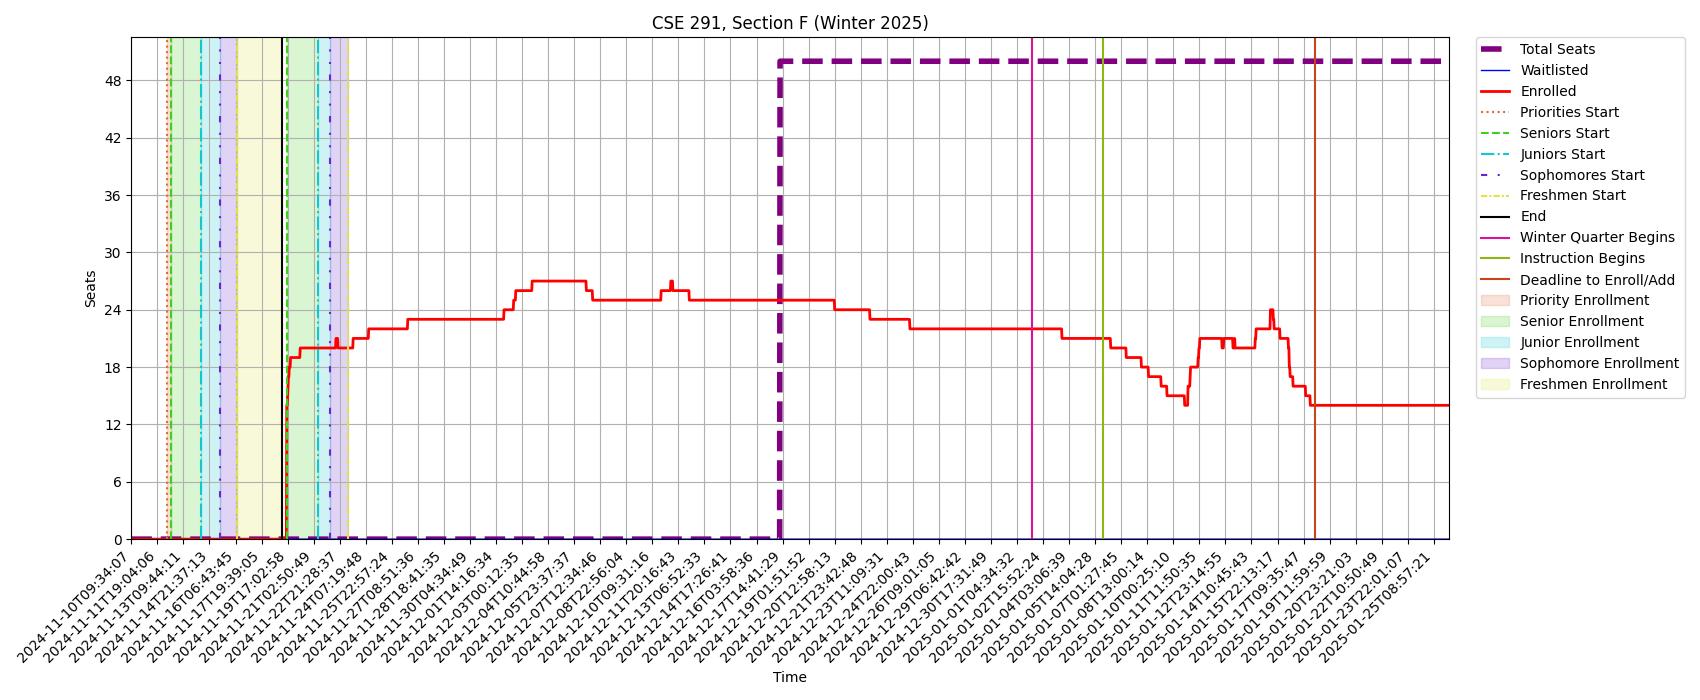 CSE 291, Section F (Winter 2025)
Seats
48
42
36
30
24
18
12
6
0
2024-11-10T09:34:07
2024-11-11T19:04:06
2024-11-13T09:44:11
2024-11-14T21:37:13
2024-11-16T06:43:45
2024-11-17T19:39:05
2024-11-19T17:02:58
2024-11-21T02:50:49
2024-11-22T21:28:37
2024-11-24T07:19:48
2024-11-25T22:57:24
2024-11-27T08:51:36
2024-11-28T18:41:35
2024-11-30T04:34:49
2024-12-01T14:16:34
2024-12-03T00:12:35
2024-12-04T10:44:58
2024-12-05T23:37:37
2024-12-07T12:34:46
2024-12-08T22:56:04
2024-12-10T09:31:16
2024-12-11T20:16:43
2024-12-13T06:52:33
2024-12-14T17:26:41
2024-12-16T03:58:36
2024-12-17T14:41:29
2024-12-19T01:51:52
2024-12-20T12:58:13
2024-12-21T23:42:48
2024-12-23T11:09:31
2024-12-24T22:00:43
2024-12-26T09:01:05
2024-12-29T06:42:42
2024-12-30T17:31:49
2025-01-01T04:34:32
2025-01-02T15:52:24
2025-01-04T03:06:39
2025-01-05T14:04:28
2025-01-07T01:27:45
2025-01-08T13:00:14
2025-01-10T00:25:10
2025-01-11T11:50:35
2025-01-12T23:14:55
2025-01-14T10:45:43
2025-01-15T22:13:17
2025-01-17T09:35:47
2025-01-19T11:59:59
2025-01-20T23:21:03
2025-01-22T10:50:49
2025-01-23T22:01:07
2025-01-25T08:57:21
Time
Total Seats
Waitlisted
Enrolled
Priorities Start
Seniors Start
Juniors Start
Sophomores Start
Freshmen Start
End
Winter Quarter Begins
Instruction Begins
Deadline to Enroll/Add
Priority Enrollment
Senior Enrollment
Junior Enrollment
Sophomore Enrollment
Freshmen Enrollment